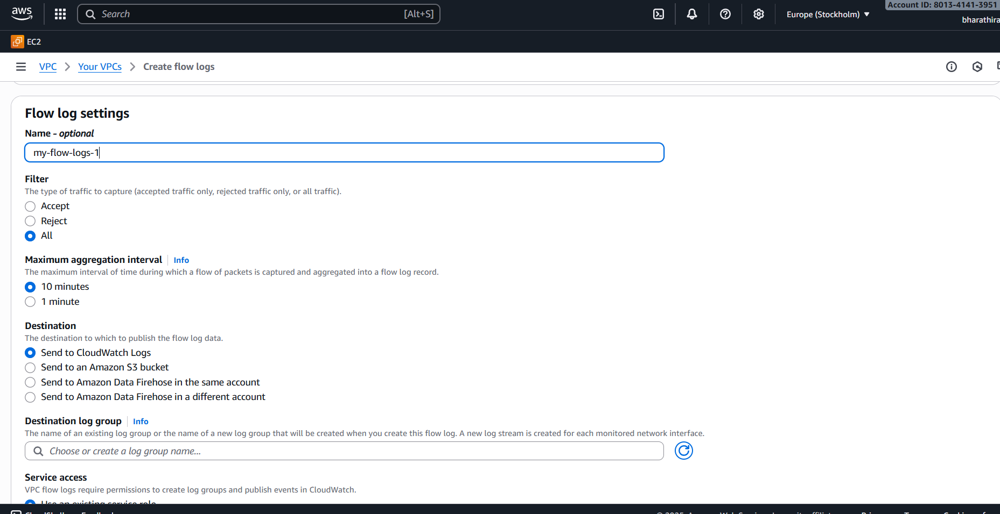 aws
Search [Alt+S] Europe (Stockholm) Account ID: 8013-4141-3951
bharathira
EC2
VPC Your VPCs Create flow logs
Flow log settings
Name - optional
my-flow-logs-1
Filter
The type of traffic to capture (accepted traffic only, rejected traffic only, or all traffic).
Accept
Reject
All
Maximum aggregation interval Info
The maximum interval of time during which a flow of packets is captured and aggregated into a flow log record.
10 minutes
1 minute
Destination
The destination to which to publish the flow log data.
Send to CloudWatch Logs
Send to an Amazon S3 bucket
Send to Amazon Data Firehose in the same account
Send to Amazon Data Firehose in a different account
Destination log group Info
The name of an existing log group or the name of a new log group that will be created when you create this flow log. A new log stream is created for each monitored network interface.
Choose or create a log group name...
Service access
VPC flow logs require permissions to create log groups and publish events in CloudWatch.
Use an existing service role